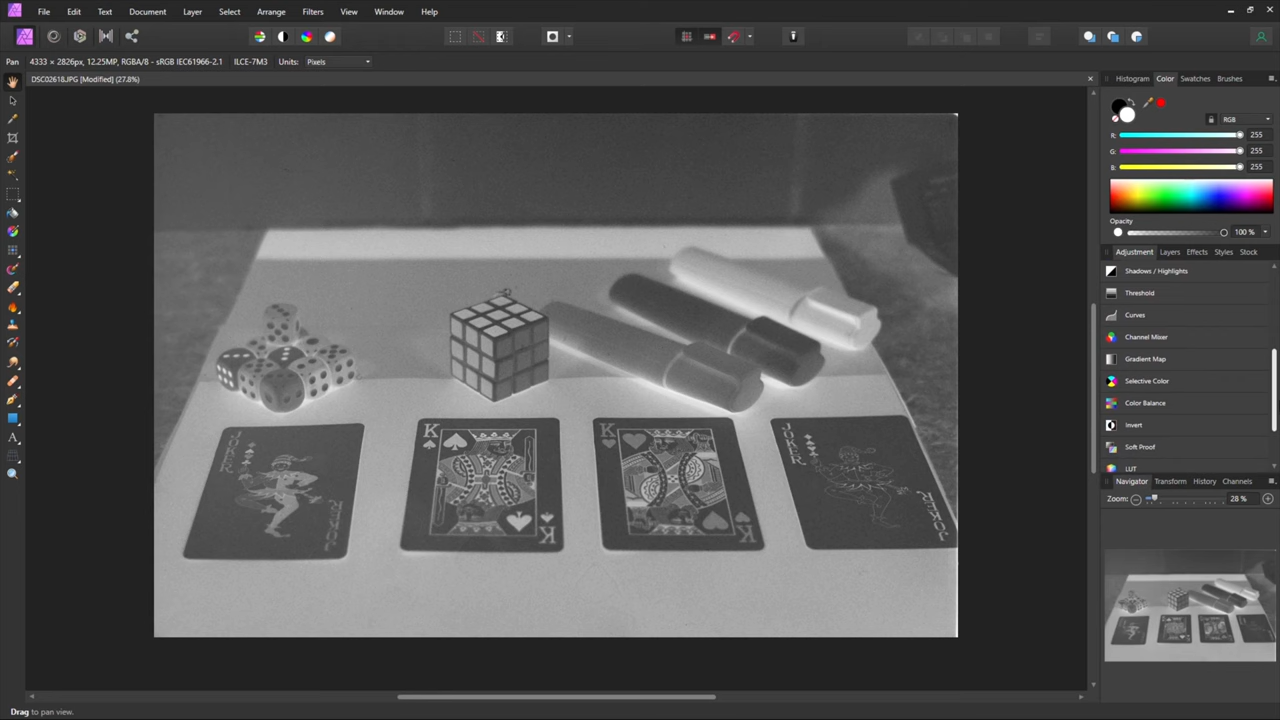 File Edit Text Document Layer Select Arrange Filters View Window Help
Pan 4333 × 2826px, 12.25MP, RGBA/8 - sRGB IEC61966-2.1 ILCE-7M3 Units: Pixels
DSC02618.JPG [Modified] (27.8%)
Histogram Color Swatches Brushes
RGB
R: 255
G: 255
B: 255
Opacity
100 %
Adjustment Layers Effects Styles Stock
Shadows / Highlights
Threshold
Curves
Channel Mixer
Gradient Map
Selective Color
Color Balance
Invert
Soft Proof
LUT
Navigator Transform History Channels
Zoom: 28 %
JOKER
JOKER
K
K
K
K
JOKER
JOKER
Drag to pan view.